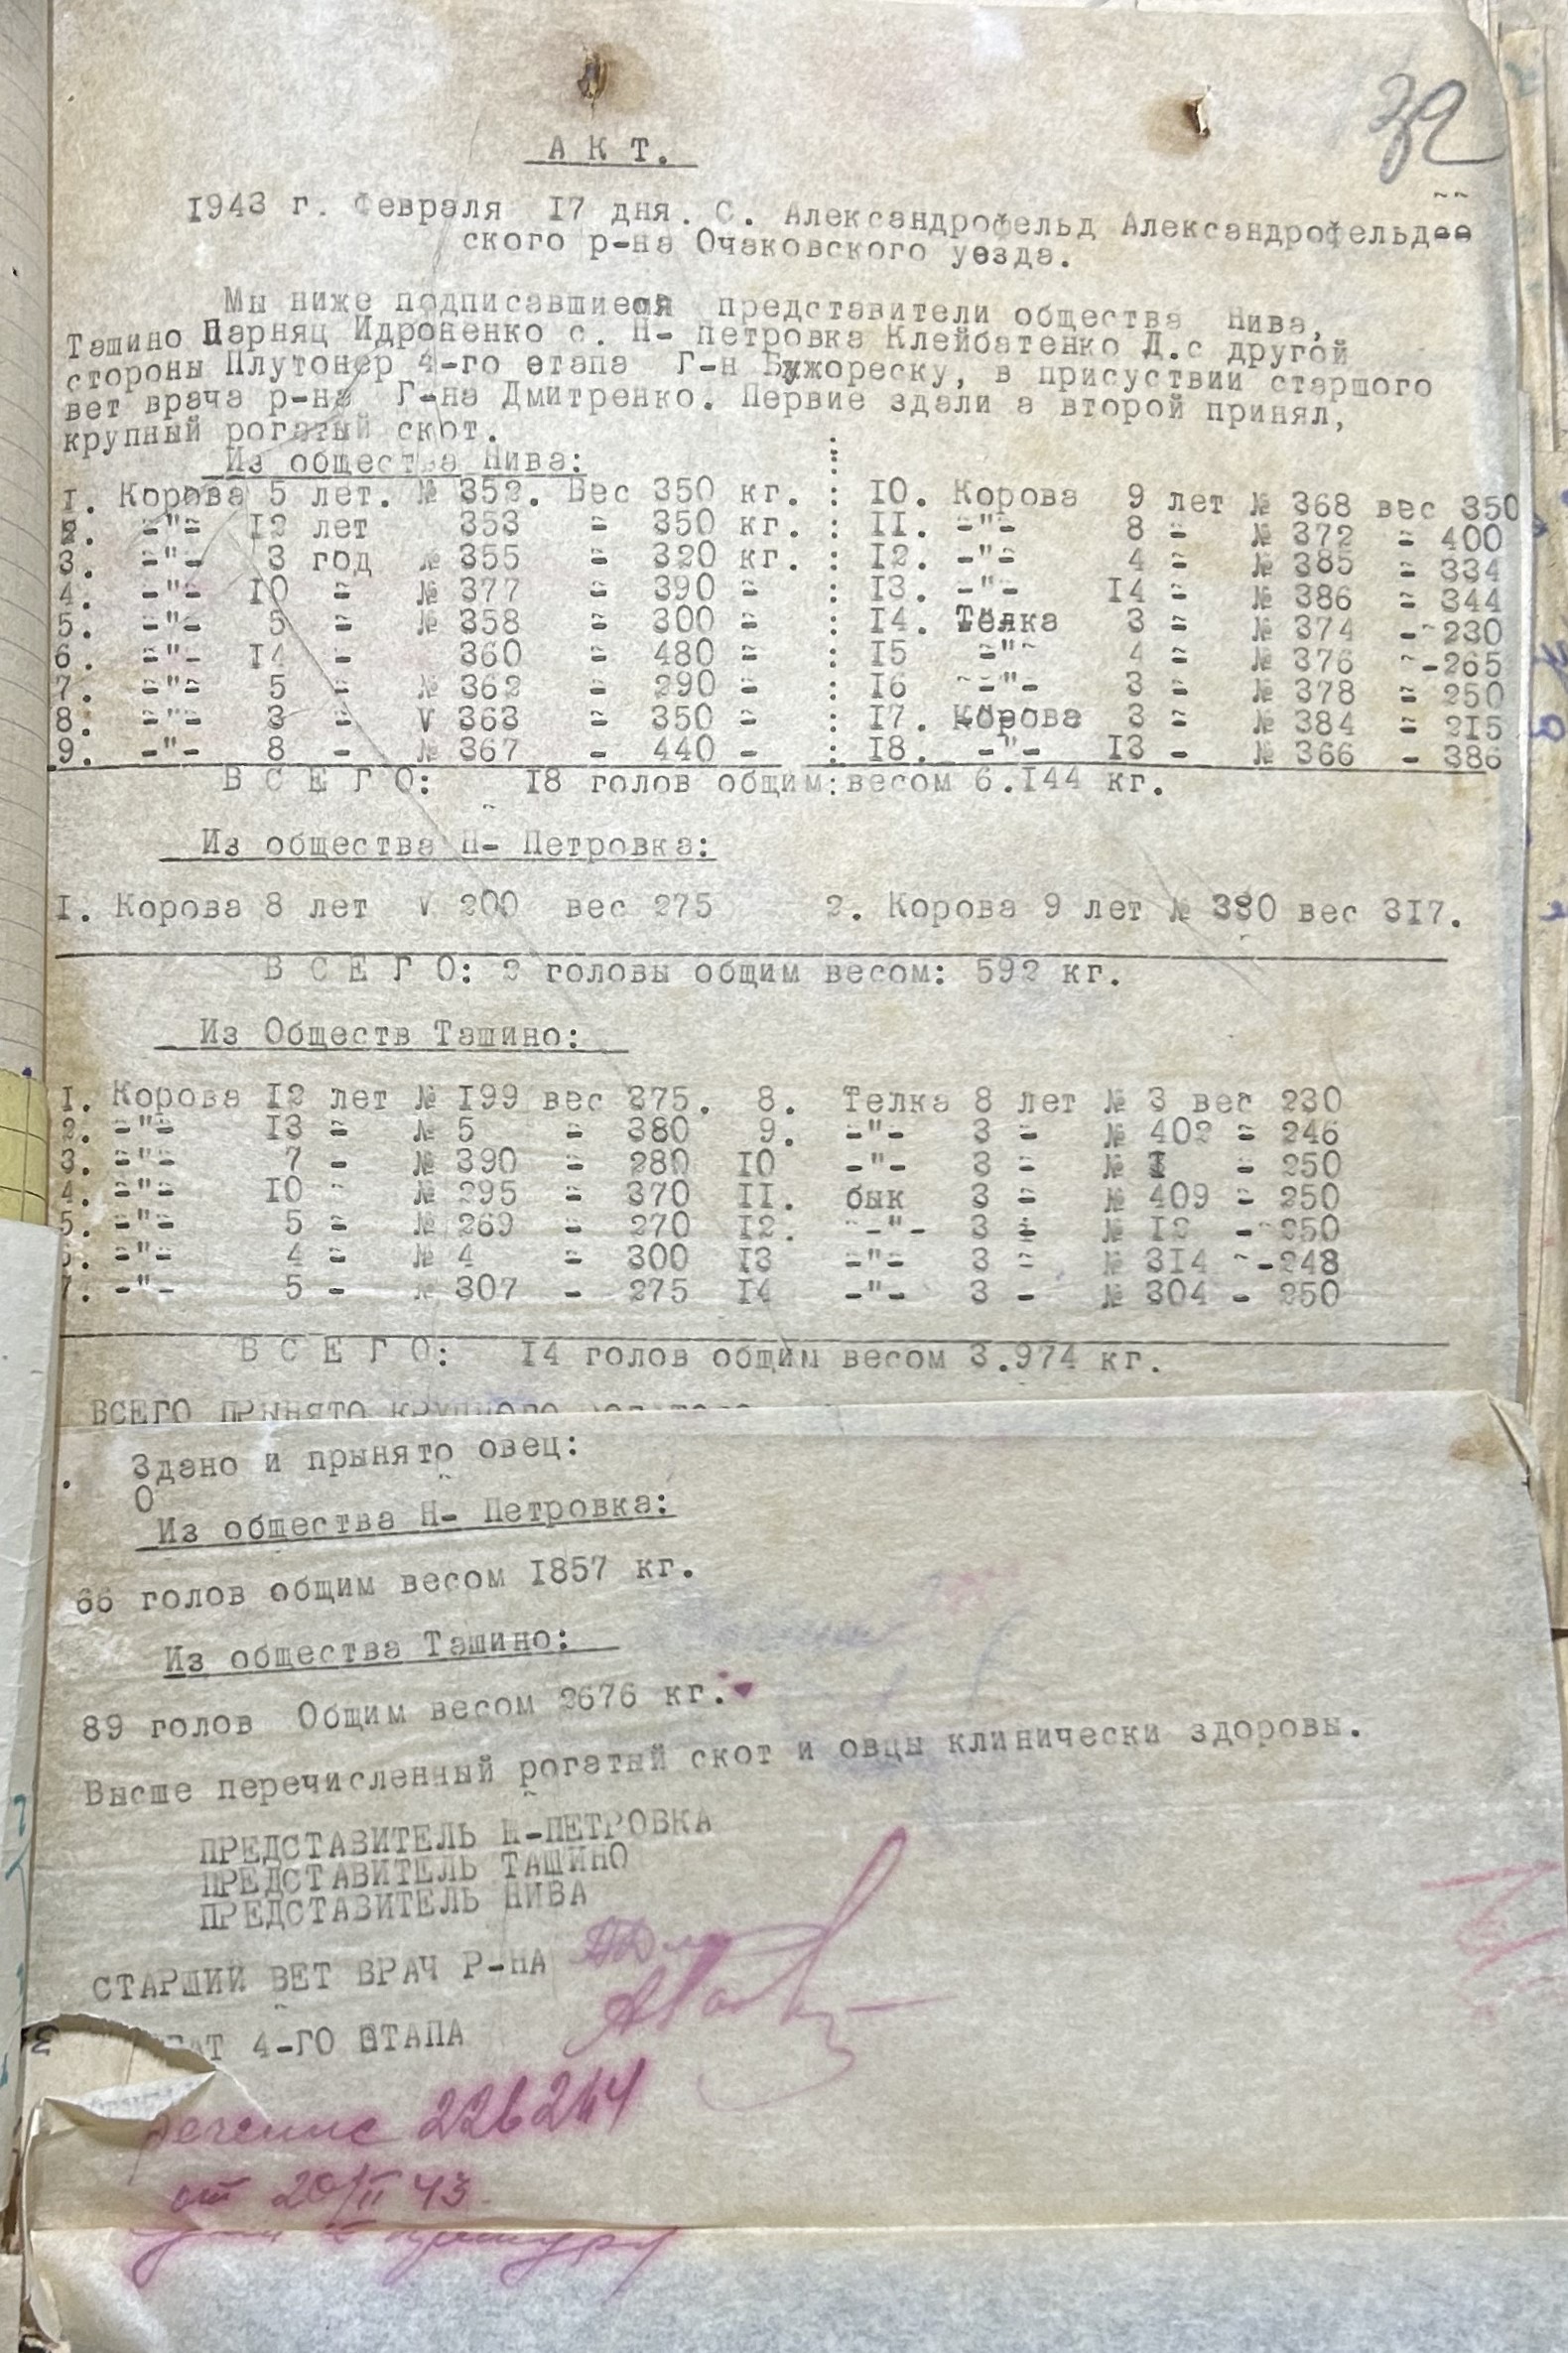 32
А К Т.
1943 г. Февраля 17 дня. С. Александрофельд Александрофельд
ского р-на Очаковского уезда.
Мы ниже подписавшиеся представители общества Нива,
Ташино Парняц Идроненко с. Н- Петровка Клейбатенко Д.с другой
стороны Плутонер 4-го етапа Г-н Бужореску, в присуствии старшого
вет врача р-на Г-на Дмитренко. Первие здали а второй принял,
крупный рогатый скот.
Из общества Нива:
1. Корова 5 лет. № 352. Вес 350 кг. : 10. Корова 9 лет № 368 вес 350
2. -"- 12 лет 353 = 350 кг. : 11. -"- 8 = № 372 = 400
3. -"- 3 год № 355 = 320 кг. : 12. -"- 4 = № 385 = 334
4. -"- 10 = № 377 = 390 = : 13. -"- 14 = № 386 = 344
5. -"- 5 = № 358 = 300 = : 14. Тёлка 3 = № 374 - 230
6. -"- 14 - 360 = 480 = : 15 -"- 4 = № 376 -265
7. -"- 5 = № 362 = 290 = : 16 -"- 3 = № 378 = 250
8. -"- 3 = V 363 = 350 = : 17. Корова 3 = № 384 = 215
9. -"- 8 - № 367 - 440 - : 18. -"- 13 - № 366 - 386
В С Е Г О: 18 голов общим весом 6.144 кг.
Из общества Н- Петровка:
1. Корова 8 лет V 200 вес 275 2. Корова 9 лет № 380 вес 317.
В С Е Г О: 2 головы общим весом: 592 кг.
Из Обществ Ташино:
1. Корова 12 лет № 199 вес 375. 8. Телка 8 лет № 3 вес 230
2. -"- 13 = № 5 = 380 9. -"- 3 = № 402 = 246
3. -"- 7 - № 390 = 280 10 -"- 3 = № 1 = 250
4. -"- 10 - № 295 = 370 11. бык 3 = № 409 = 250
5. -"- 5 = № 269 = 270 12. -"- 3 = № 12 - 250
-"- 4 = № 4 = 300 13 -"- 3 = № 314 -248
7. -"- 5 - № 307 - 275 14 -"- 3 - № 304 - 250
В С Е Г О: 14 голов общим весом 3.974 кг.
ВСЕГО ПРЫНЯТО КРУПНОГО
Здано и прынято овец:
О
Из общества Н- Петровка:
66 голов общим весом 1857 кг.
Из общества Ташино:
89 голов Общим весом 2676 кг.
Высше перечисленный рогатый скот и овцы клинически здоровы.
ПРЕДСТАВИТЕЛЬ Н-ПЕТРОВКА
ПРЕДСТАВИТЕЛЬ ТАШИНО
ПРЕДСТАВИТЕЛЬ НИВА
СТАРШИЙ ВЕТ ВРАЧ Р-НА
4-ГО ЕТАПА
226244
от 20/II 43.